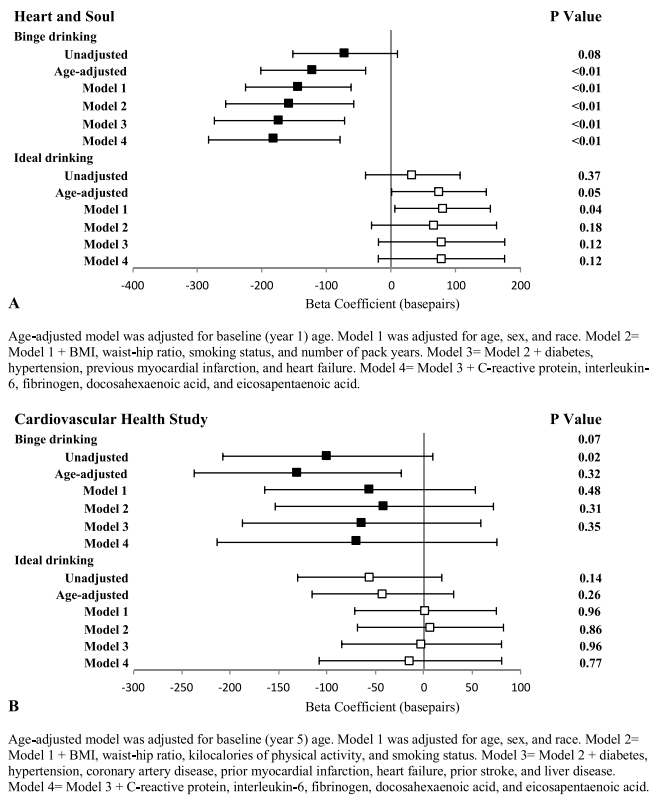 Heart and Soul P Value
Binge drinking
Unadjusted 0.08
Age-adjusted <0.01
Model 1 <0.01
Model 2 <0.01
Model 3 <0.01
Model 4 <0.01
Ideal drinking
Unadjusted 0.37
Age-adjusted 0.05
Model 1 0.04
Model 2 0.18
Model 3 0.12
Model 4 0.12
-400 -300 -200 -100 0 100 200
A Beta Coefficient (basepairs)
Age-adjusted model was adjusted for baseline (year 1) age. Model 1 was adjusted for age, sex, and race. Model 2=
Model 1 + BMI, waist-hip ratio, smoking status, and number of pack years. Model 3= Model 2 + diabetes,
hypertension, previous myocardial infarction, and heart failure. Model 4= Model 3 + C-reactive protein, interleukin-
6, fibrinogen, docosahexaenoic acid, and eicosapentaenoic acid.
Cardiovascular Health Study P Value
Binge drinking 0.07
Unadjusted 0.02
Age-adjusted 0.32
Model 1 0.48
Model 2 0.31
Model 3 0.35
Model 4
Ideal drinking
Unadjusted 0.14
Age-adjusted 0.26
Model 1 0.96
Model 2 0.86
Model 3 0.96
Model 4 0.77
-300 -200 -150 -100 -50 0 50 100
B Beta Coefficient (basepairs)
Age-adjusted model was adjusted for baseline (year 5) age. Model 1 was adjusted for age, sex, and race. Model 2=
Model 1 + BMI, waist-hip ratio, kilocalories of physical activity, and smoking status. Model 3= Model 2 + diabetes,
hypertension, coronary artery disease, prior myocardial infarction, heart failure, prior stroke, and liver disease.
Model 4= Model 3 + C-reactive protein, interleukin-6, fibrinogen, docosahexaenoic acid, and eicosapentaenoic acid.